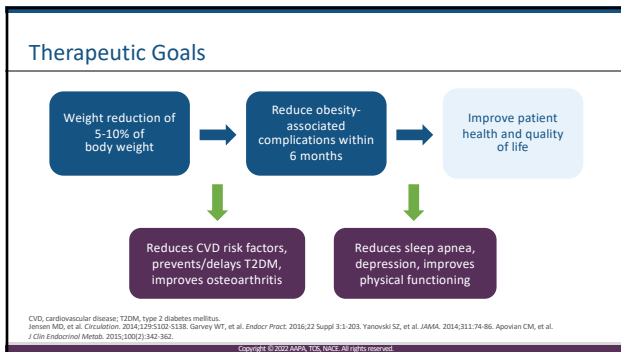 Therapeutic Goals
Weight reduction of
5-10% of
body weight
Reduce obesity-
associated
complications within
6 months
Improve patient
health and quality
of life
Reduces CVD risk factors,
prevents/delays T2DM,
improves osteoarthritis
Reduces sleep apnea,
depression, improves
physical functioning
CVD, cardiovascular disease; T2DM, type 2 diabetes mellitus.
Jensen MD, et al. Circulation. 2014;129:S102-S138. Garvey WT, et al. Endocr Pract. 2016;22 Suppl 3:1-203. Yanovski SZ, et al. JAMA. 2014;311:74-86. Apovian CM, et al.
J Clin Endocrinol Metab. 2015;100(2):342-362.
Copyright © 2022 AAPA, TOS, NACE. All rights reserved.